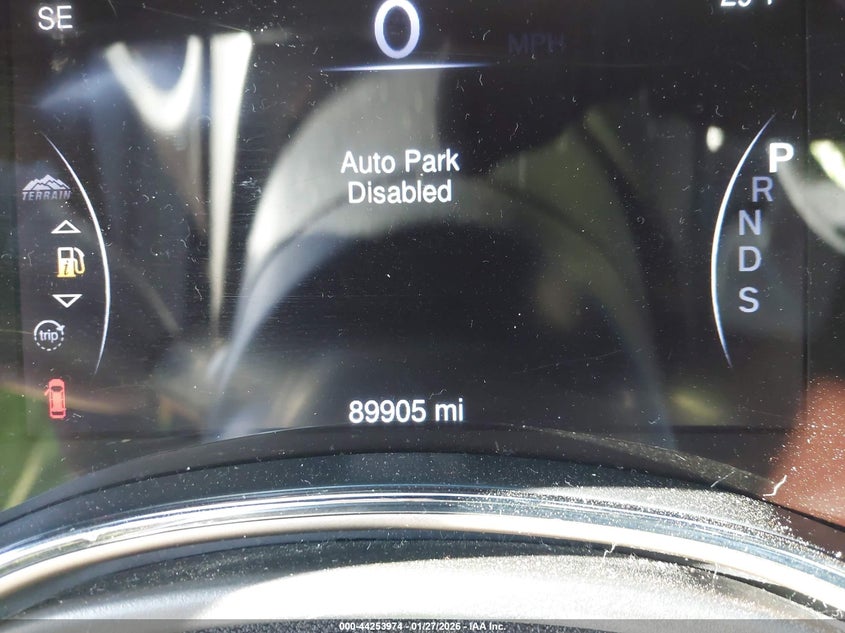 SE
0
MPH
Auto Park
Disabled
P
R
N
D
S
TERRAIN
i
trip
89905 mi
000-44253974 - 01/27/2026 - IAA Inc.